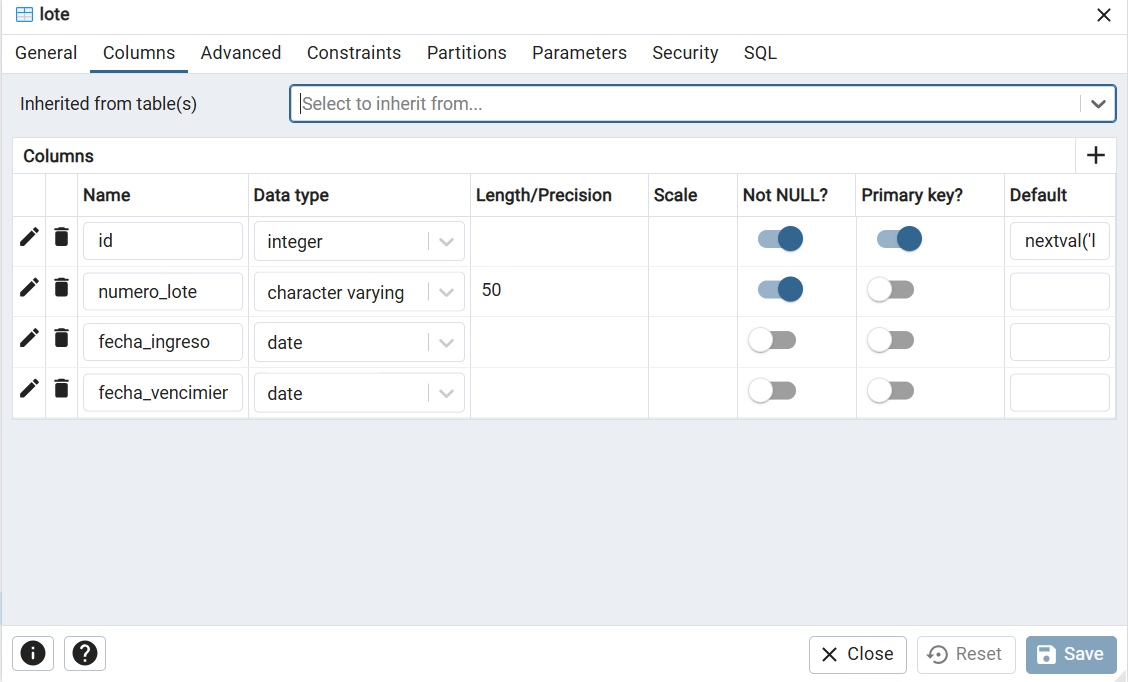 lote
General Columns Advanced Constraints Partitions Parameters Security SQL
Inherited from table(s) Select to inherit from...
Columns
Name Data type Length/Precision Scale Not NULL? Primary key? Default
id integer nextval('l
numero_lote character varying 50
fecha_ingreso date
fecha_vencimier date
Close Reset Save